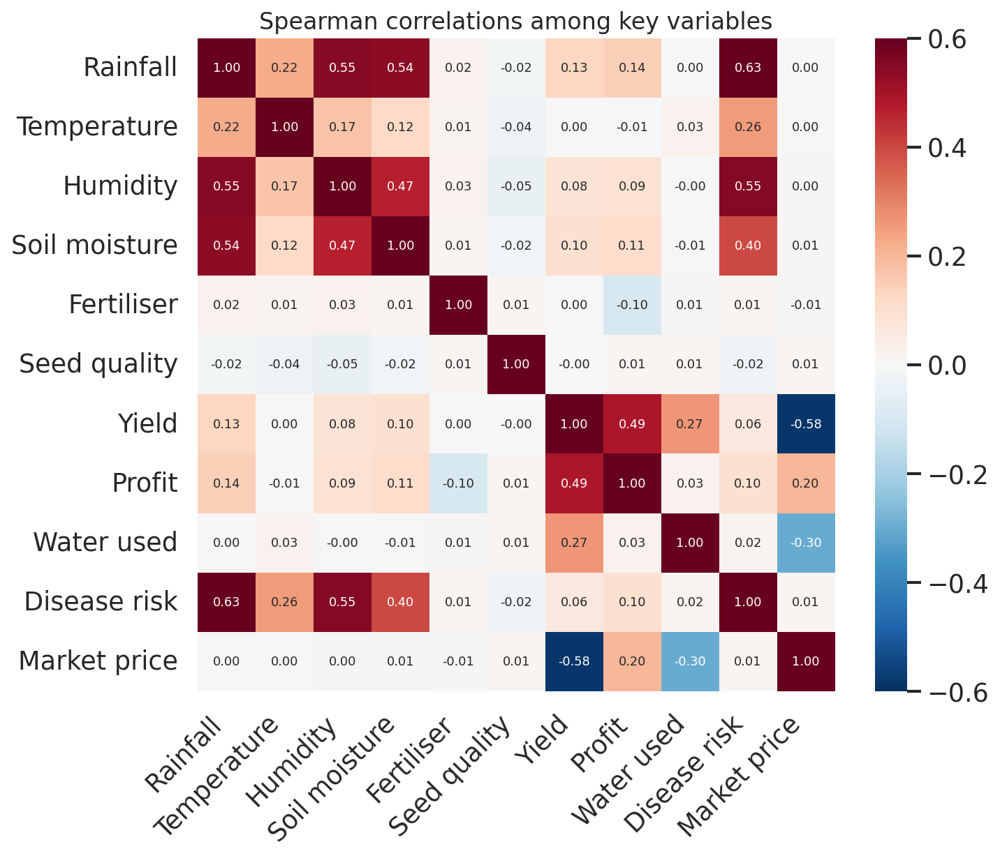 Spearman correlations among key variables
Rainfall 1.00 0.22 0.55 0.54 0.02 -0.02 0.13 0.14 0.00 0.63 0.00
Temperature 0.22 1.00 0.17 0.12 0.01 -0.04 0.00 -0.01 0.03 0.26 0.00
Humidity 0.55 0.17 1.00 0.47 0.03 -0.05 0.08 0.09 -0.00 0.55 0.00
Soil moisture 0.54 0.12 0.47 1.00 0.01 -0.02 0.10 0.11 -0.01 0.40 0.01
Fertiliser 0.02 0.01 0.03 0.01 1.00 0.01 0.00 -0.10 0.01 0.01 -0.01
Seed quality -0.02 -0.04 -0.05 -0.02 0.01 1.00 -0.00 0.01 0.01 -0.02 0.01
Yield 0.13 0.00 0.08 0.10 0.00 -0.00 1.00 0.49 0.27 0.06 -0.58
Profit 0.14 -0.01 0.09 0.11 -0.10 0.01 0.49 1.00 0.03 0.10 0.20
Water used 0.00 0.03 -0.00 -0.01 0.01 0.01 0.27 0.03 1.00 0.02 -0.30
Disease risk 0.63 0.26 0.55 0.40 0.01 -0.02 0.06 0.10 0.02 1.00 0.01
Market price 0.00 0.00 0.00 0.01 -0.01 0.01 -0.58 0.20 -0.30 0.01 1.00
Rainfall
Temperature
Humidity
Soil moisture
Fertiliser
Seed quality
Yield
Profit
Water used
Disease risk
Market price
0.6
0.4
0.2
0.0
−0.2
−0.4
−0.6